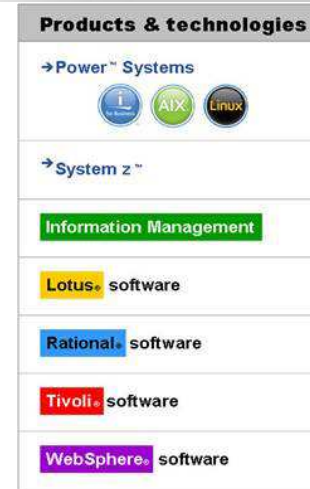 Products & technologies
→Power™ Systems
i for Business AIX Linux
→System z™
Information Management
Lotus® software
Rational® software
Tivoli® software
WebSphere® software